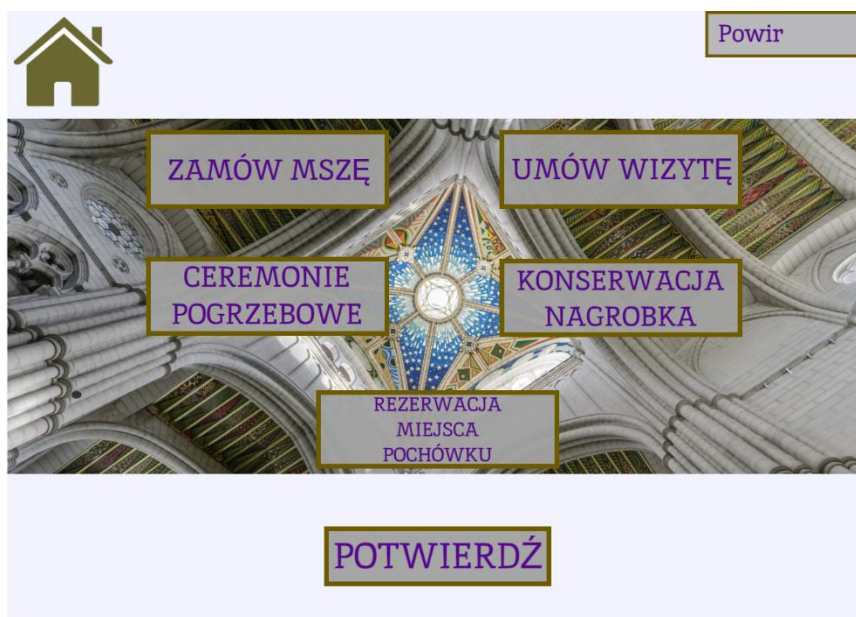 Powir
ZAMÓW MSZĘ
UMÓW WIZYTĘ
CEREMONIE
POGRZEBOWE
KONSERWACJA
NAGROBKA
REZERWACJA
MIEJSCA
POCHÓWKU
POTWIERDŹ